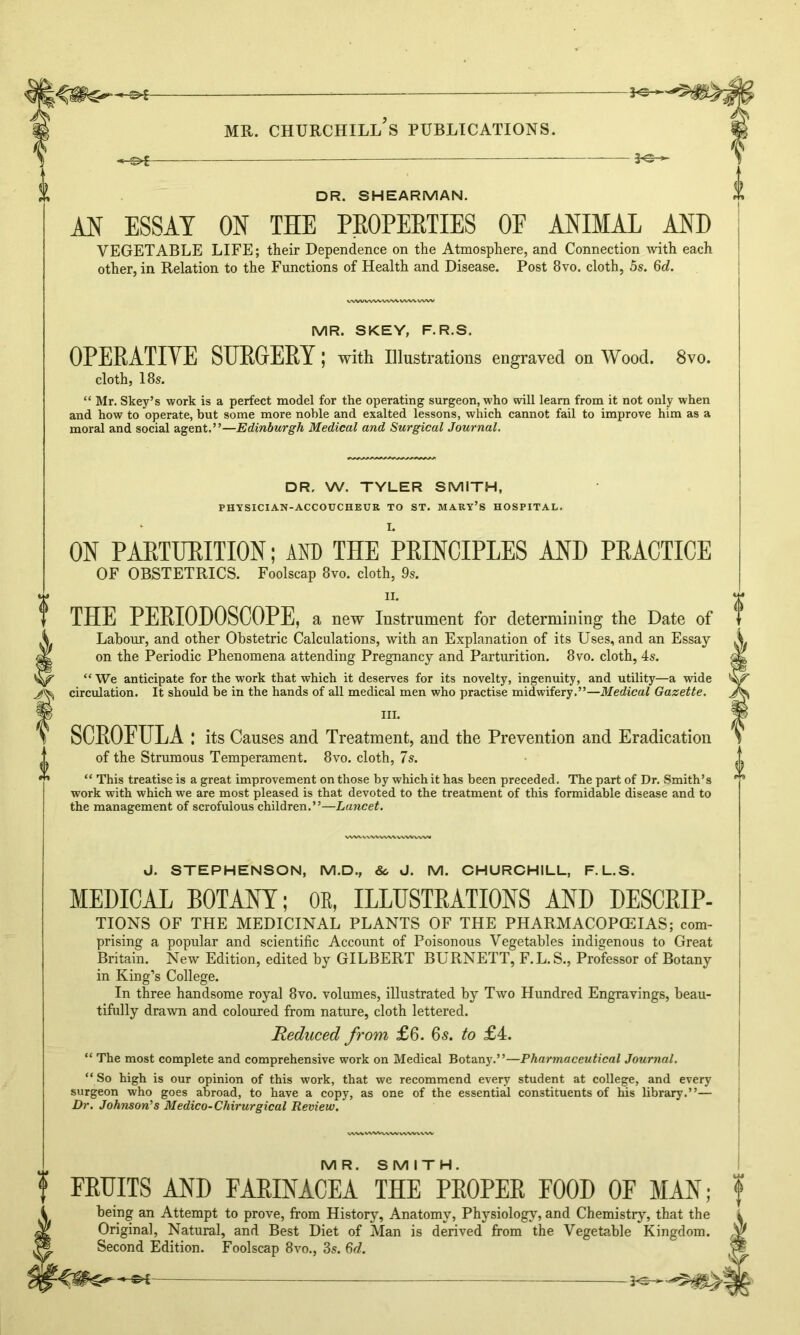 MR. CHURCHILL'S PUBLICATIONS.
DR. SHEARMAN.
AN ESSAY ON THE PROPERTIES OF ANIMAL AND
VEGETABLE LIFE; their Dependence on the Atmosphere, and Connection with each
other, in Relation to the Functions of Health and Disease. Post 8vo. cloth, 5s. 6d.
MR. SKEY, F.R.S.
OPERATIVE SURGERY; with Illustrations engraved on Wood. 8vo.
cloth, 18s.
“ Mr. Skey's work is a perfect model for the operating surgeon, who will learn from it not only when
and how to operate, but some more noble and exalted lessons, which cannot fail to improve him as a
moral and social agent.”—Edinburgh Medical and Surgical Journal.
DR. W. TYLER SMITH,
PHYSICIAN-ACCOUCHEUR TO ST. MARY'S HOSPITAL.
I.
ON PARTURITION; AND THE PRINCIPLES AND PRACTICE
OF OBSTETRICS. Foolscap 8vo. cloth, 9s.
II.
THE PERIODOSCOPE, a new Instrument for determining the Date of
Labour, and other Obstetric Calculations, with an Explanation of its Uses, and an Essay
on the Periodic Phenomena attending Pregnancy and Parturition. 8vo. cloth, 4s.
“ We anticipate for the work that which it deserves for its novelty, ingenuity, and utility—a wide
circulation. It should be in the hands of all medical men who practise midwifery.”—Medical Gazette.
III.
SCROFULA : its Causes and Treatment, and the Prevention and Eradication
of the Strumous Temperament. 8vo. cloth, 7s.
“ This treatise is a great improvement on those by which it has been preceded. The part of Dr. Smith's
work with which we are most pleased is that devoted to the treatment of this formidable disease and to
the management of scrofulous children.”—Lancet.
J. STEPHENSON, M.D., & J. M. CHURCHILL, F.L.S.
MEDICAL BOTANY; OR, ILLUSTRATIONS AND DESCRIP-
TIONS OF THE MEDICINAL PLANTS OF THE PHARMACOPŒIAS; com-
prising a popular and scientific Account of Poisonous Vegetables indigenous to Great
Britain. New Edition, edited by GILBERT BURNETT, F.L.S., Professor of Botany
in King's College.
In three handsome royal 8vo. volumes, illustrated by Two Hundred Engravings, beau-
tifully drawn and coloured from nature, cloth lettered.
Reduced from £6. 6s. to £4.
“ The most complete and comprehensive work on Medical Botany.”—Pharmaceutical Journal.
“ So high is our opinion of this work, that we recommend every student at college, and every
surgeon who goes abroad, to have a copy, as one of the essential constituents of his library.”—
Dr. Johnson's Medico-Chirurgical Review.
MR. SMITH.
FRUITS AND FARINACEA THE PROPER FOOD OF MAN;
being an Attempt to prove, from History, Anatomy, Physiology, and Chemistry, that the
Original, Natural, and Best Diet of Man is derived from the Vegetable Kingdom.
Second Edition. Foolscap 8vo., 3s. 6d.